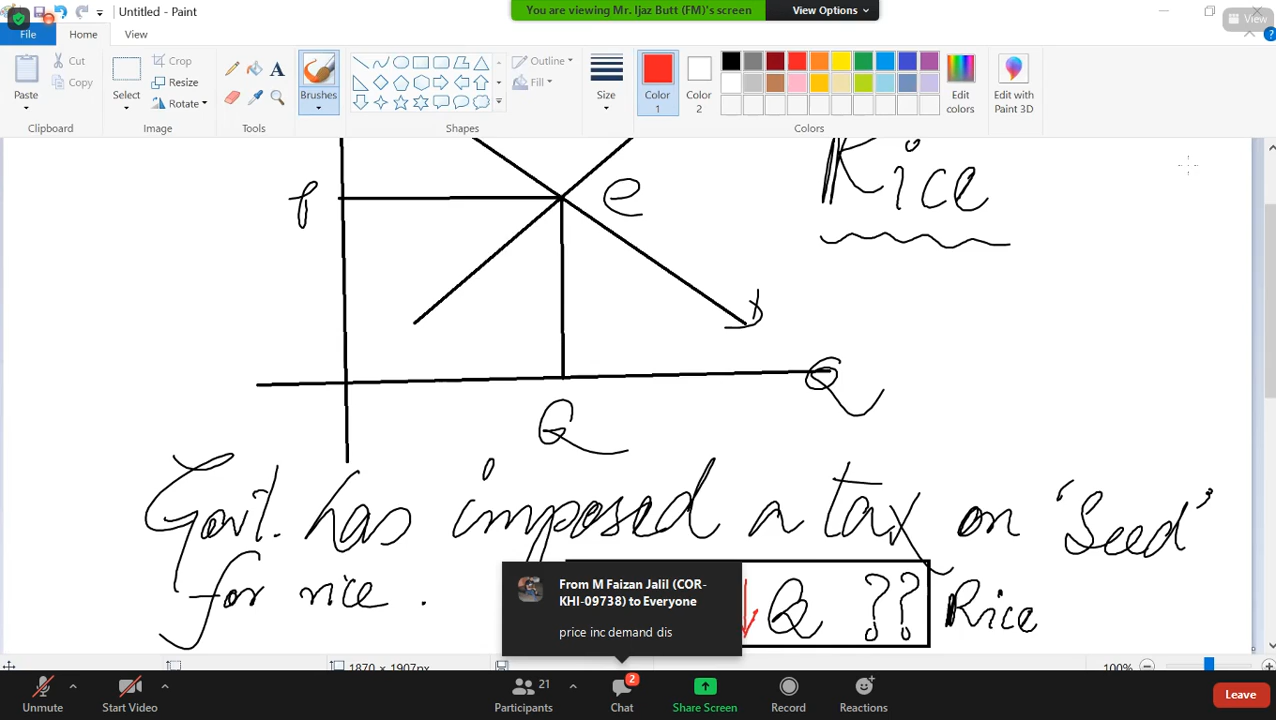 Untitled - Paint
You are viewing Mr. Ijaz Butt (FM)'s screen
View Options
View
File
Home
View
Paste
Cut
Copy
Clipboard
Select
Crop
Resize
Rotate
Image
Tools
Brushes
Outline
Fill
Shapes
Size
Color 1
Color 2
Colors
Edit colors
Edit with Paint 3D
Rice
P
e
D
Q
Q
Govt. has imposed a tax on 'Seed'
for rice .
Q ?? Rice
From M Faizan Jalil (COR-
KHI-09738) to Everyone
price inc demand dis
1870 × 1907px
100%
Unmute
Start Video
21
Participants
2
Chat
Share Screen
Record
Reactions
Leave